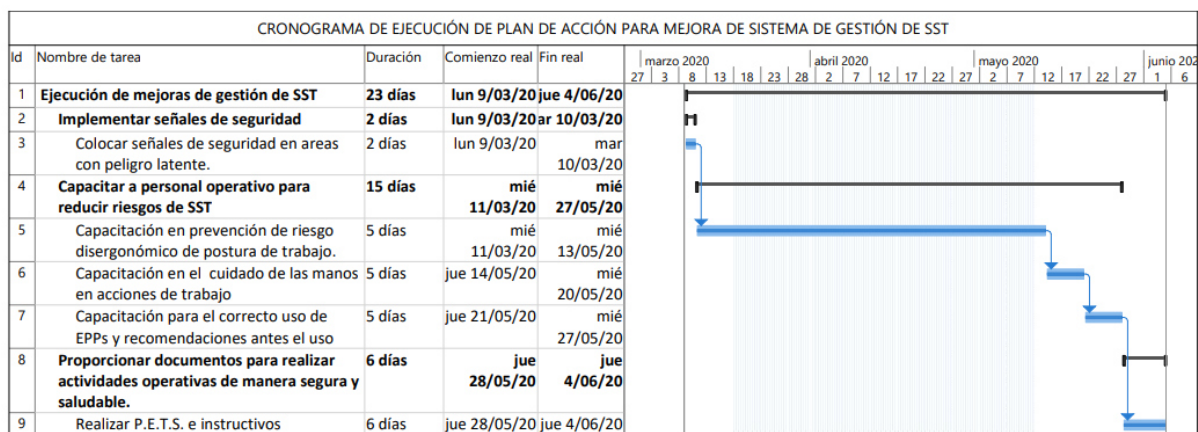 CRONOGRAMA DE EJECUCIÓN DE PLAN DE ACCIÓN PARA MEJORA DE SISTEMA DE GESTIÓN DE SST
Id Nombre de tarea Duración Comienzo real Fin real marzo 2020 abril 2020 mayo 2020 junio 202
27 3 8 13 18 23 28 2 7 12 17 22 27 2 7 12 17 22 27 1 6
1 Ejecución de mejoras de gestión de SST 23 días lun 9/03/20 jue 4/06/20
2 Implementar señales de seguridad 2 días lun 9/03/20 ar 10/03/20
3 Colocar señales de seguridad en areas 2 días lun 9/03/20 mar
con peligro latente. 10/03/20
4 Capacitar a personal operativo para 15 días mié mié
reducir riesgos de SST 11/03/20 27/05/20
5 Capacitación en prevención de riesgo 5 días mié mié
disergonómico de postura de trabajo. 11/03/20 13/05/20
6 Capacitación en el cuidado de las manos 5 días jue 14/05/20 mié
en acciones de trabajo 20/05/20
7 Capacitación para el correcto uso de 5 días jue 21/05/20 mié
EPPs y recomendaciones antes el uso 27/05/20
8 Proporcionar documentos para realizar 6 días jue jue
actividades operativas de manera segura y 28/05/20 4/06/20
saludable.
9 Realizar P.E.T.S. e instructivos 6 días jue 28/05/20 jue 4/06/20